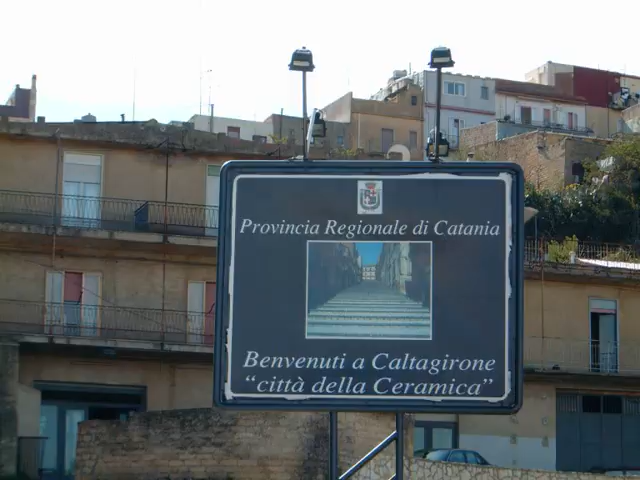 Provincia Regionale di Catania
Benvenuti a Caltagirone
"città della Ceramica"